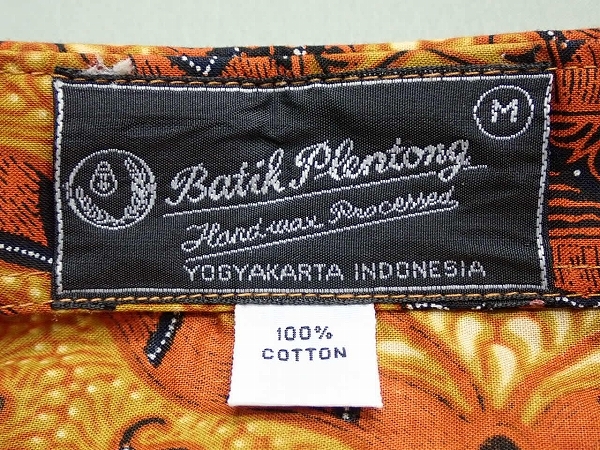 M
Batik Plentong
Hand-wax Processed
YOGYAKARTA INDONESIA
100%
COTTON